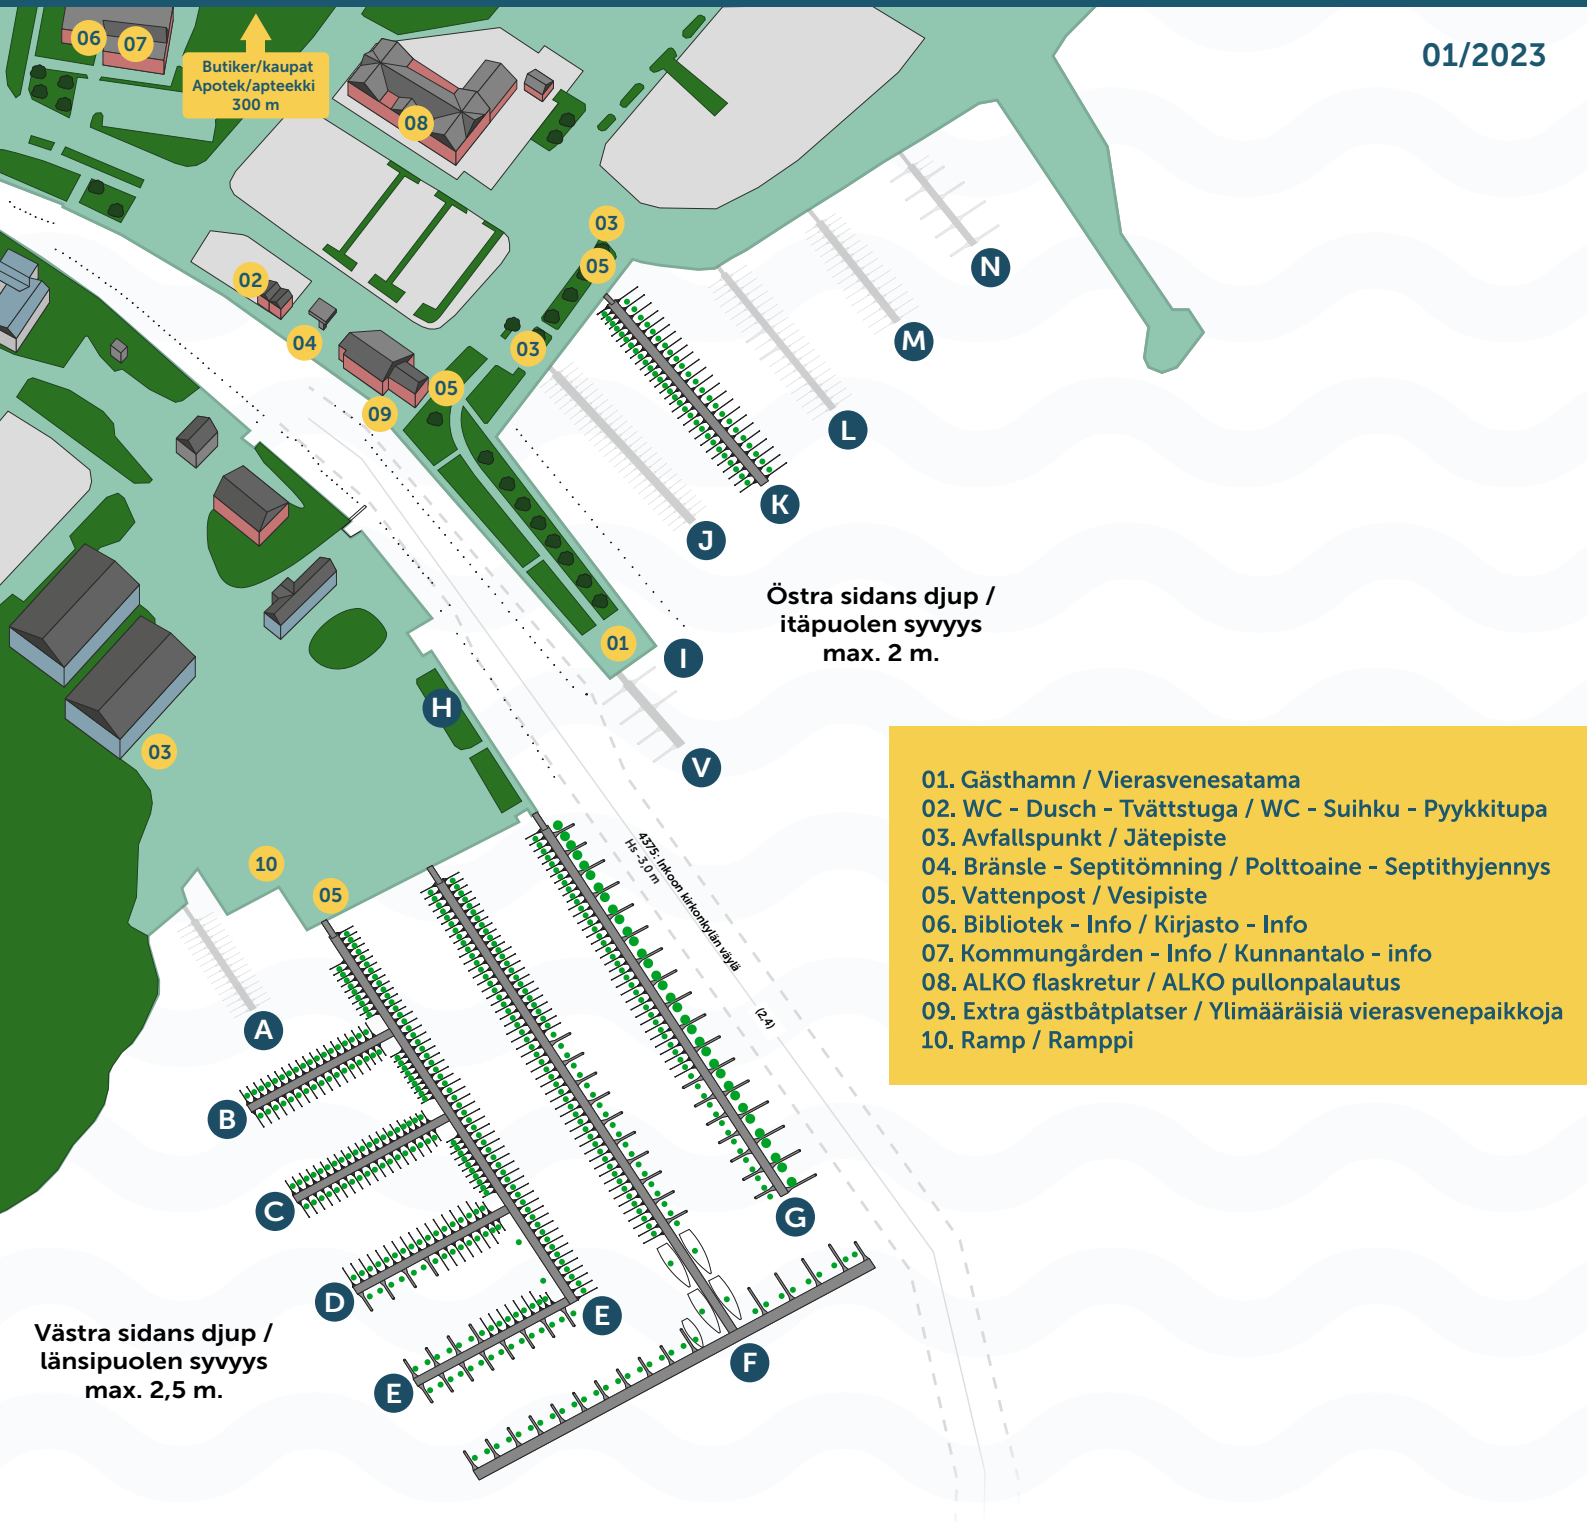 01/2023
06
07
Butiker/kaupat
Apotek/apteekki
300 m
08
03
05
02
04
03
05
09
N
M
L
K
J
Östra sidans djup /
itäpuolen syvyys
max. 2 m.
01
I
H
V
03
01. Gästhamn / Vierasvenesatama
02. WC - Dusch - Tvättstuga / WC - Suihku - Pyykkitupa
03. Avfallspunkt / Jätepiste
04. Bränsle - Septitömning / Polttoaine - Septithyjennys
05. Vattenpost / Vesipiste
06. Bibliotek - Info / Kirjasto - Info
07. Kommungården - Info / Kunnantalo - info
08. ALKO flaskretur / ALKO pullonpalautus
09. Extra gästbåtplatser / Ylimääräisiä vierasvenepaikkoja
10. Ramp / Ramppi
4375: Inkoon kirkonkylän väylä
Hs -3,0 m
(2.4)
10
05
A
B
C
G
D
E
E
F
Västra sidans djup /
länsipuolen syvyys
max. 2,5 m.